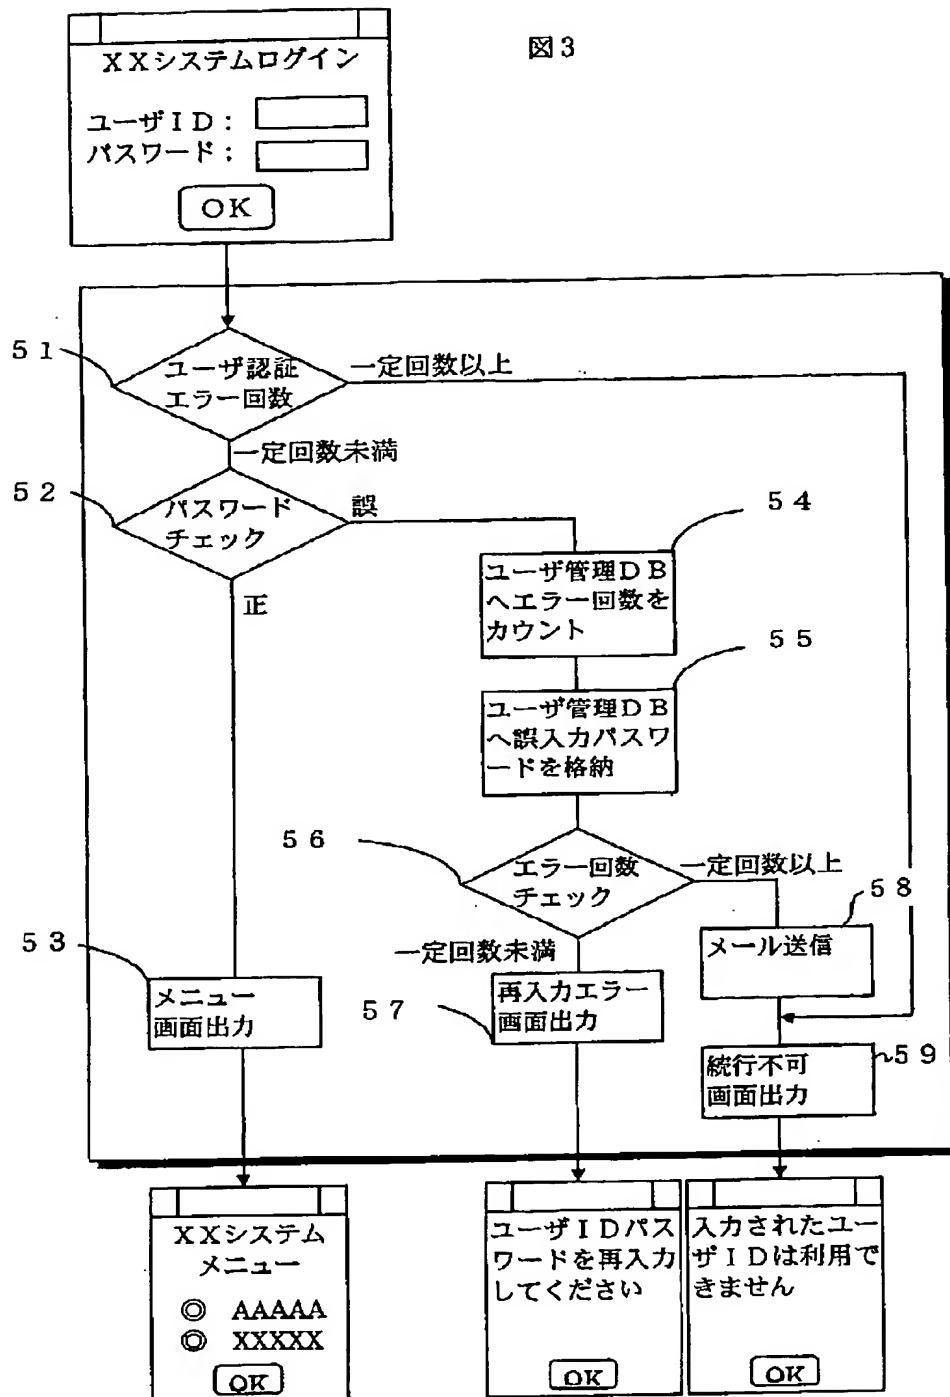 図3
XXシステムログイン
ユーザID：
パスワード：
OK
51
ユーザ認証
エラー回数
一定回数以上
一定回数未満
52
パスワード
チェック
誤
正
54
ユーザ管理DB
へエラー回数を
カウント
55
ユーザ管理DB
へ誤入力パスワ
ードを格納
56
エラー回数
チェック
一定回数以上
58
メール送信
一定回数未満
53
メニュー
画面出力
57
再入力エラー
画面出力
59
続行不可
画面出力
XXシステム
メニュー
◎ AAAAA
◎ XXXXX
OK
ユーザIDパス
ワードを再入力
してください
OK
入力されたユー
ザIDは利用で
きません
OK